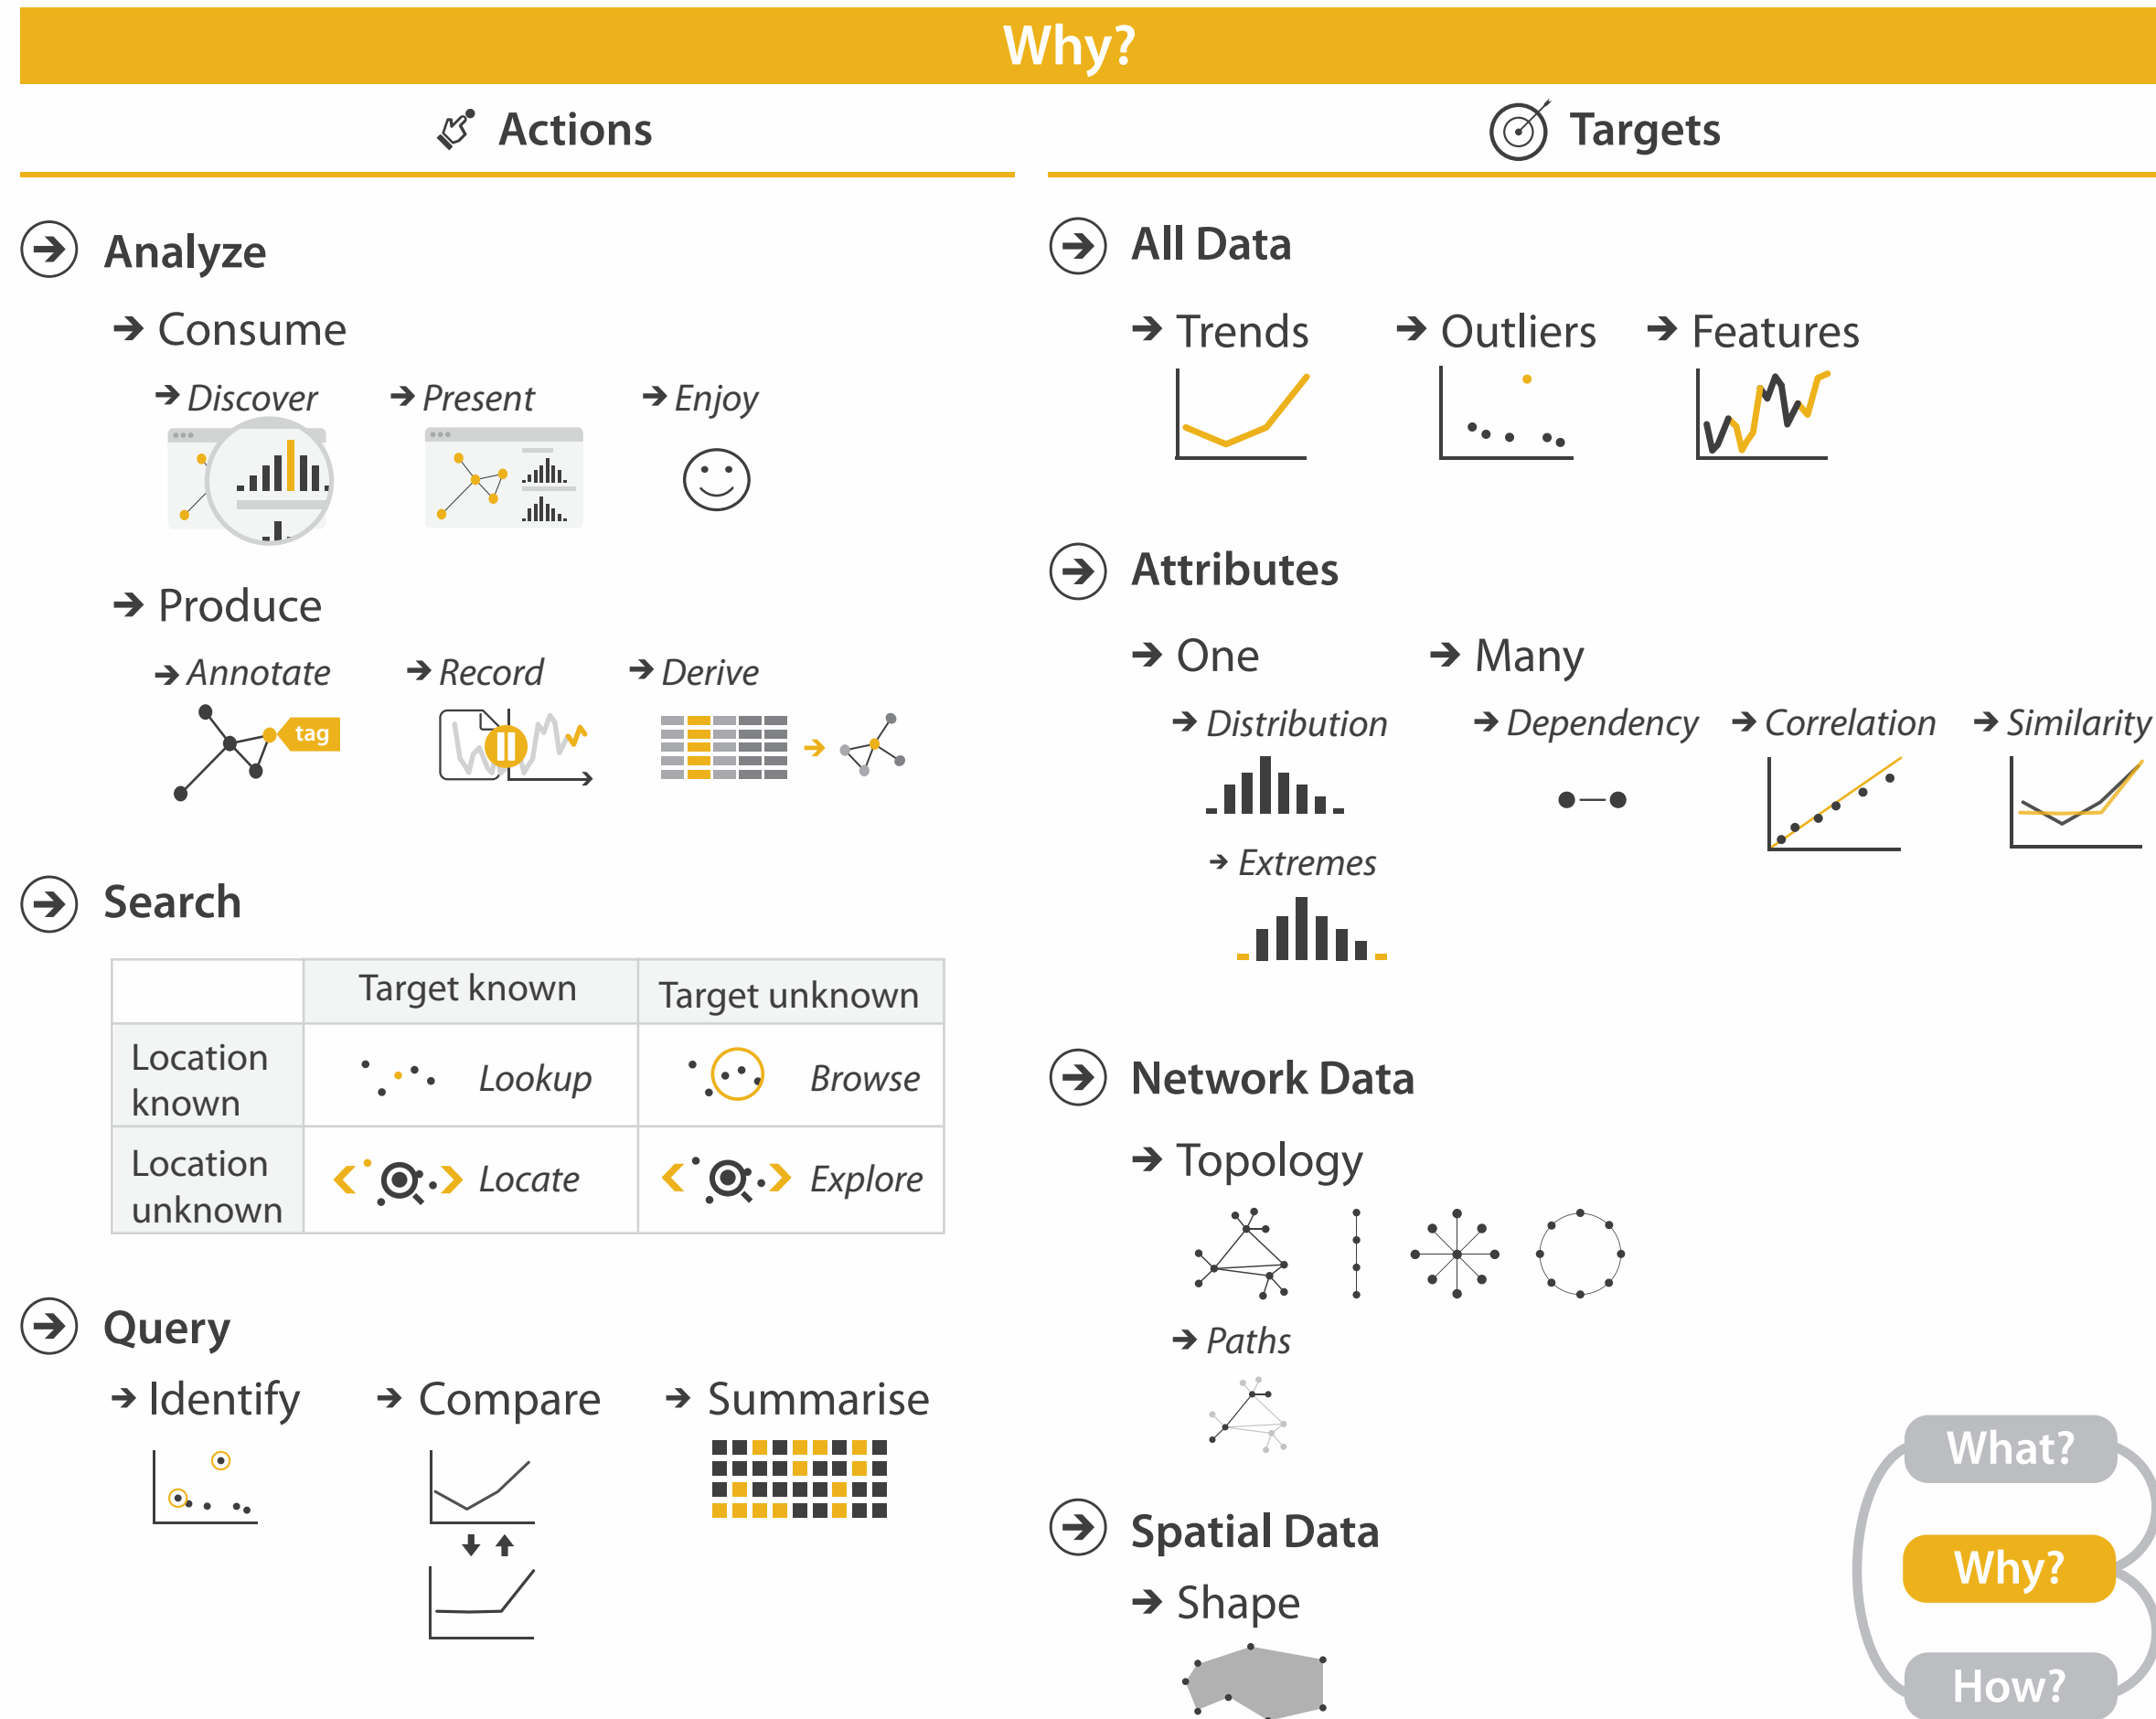 Why?
Actions
Analyze
Consume
Discover
Present
Enjoy
Produce
Annotate
Record
Derive
tag
Search
Target known
Target unknown
Location
known
Lookup
Browse
Location
unknown
Locate
Explore
Query
Identify
Compare
Summarise
Targets
All Data
Trends
Outliers
Features
Attributes
One
Many
Distribution
Dependency
Correlation
Similarity
Extremes
Network Data
Topology
Paths
Spatial Data
Shape
What?
Why?
How?